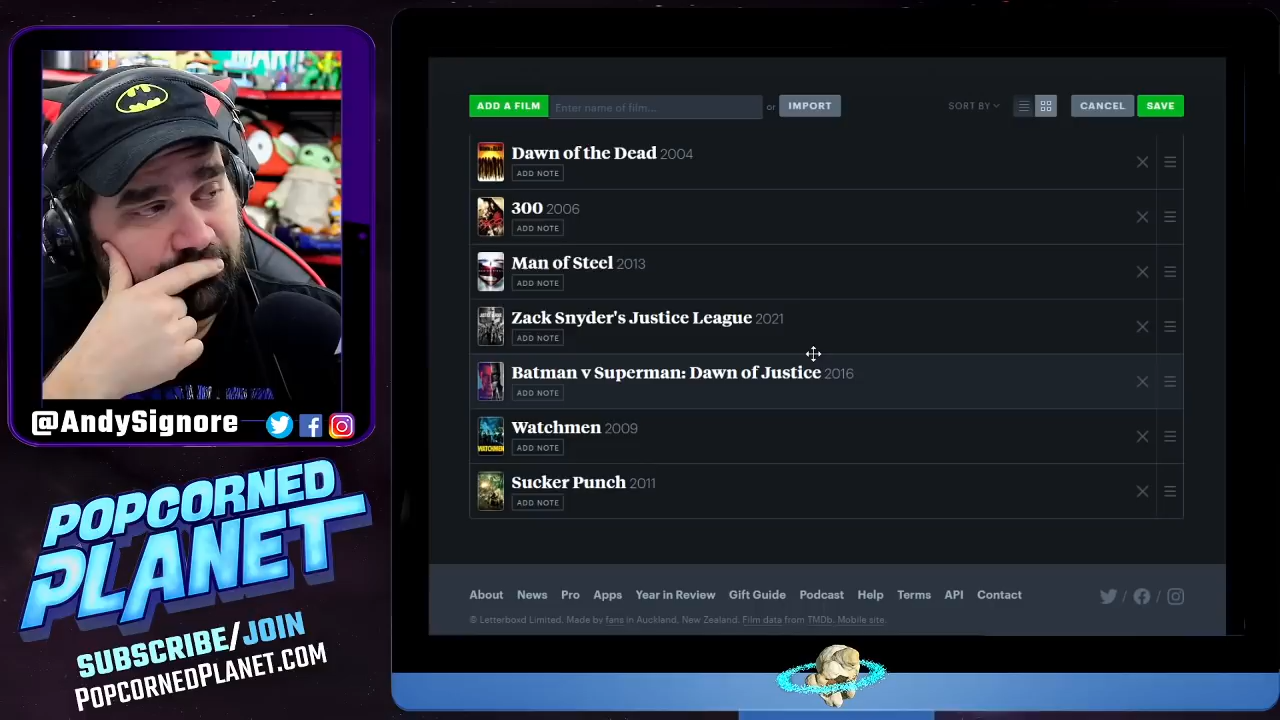 @AndySignore
POPCORNED
PLANET
SUBSCRIBE/JOIN
POPCORNEDPLANET.COM
ADD A FILM Enter name of film... or IMPORT SORT BY CANCEL SAVE
Dawn of the Dead 2004
ADD NOTE
300 2006
ADD NOTE
Man of Steel 2013
ADD NOTE
Zack Snyder's Justice League 2021
ADD NOTE
Batman v Superman: Dawn of Justice 2016
ADD NOTE
WATCHMEN
Watchmen 2009
ADD NOTE
Sucker Punch 2011
ADD NOTE
About News Pro Apps Year in Review Gift Guide Podcast Help Terms API Contact
© Letterboxd Limited. Made by fans in Auckland, New Zealand. Film data from TMDb. Mobile site.